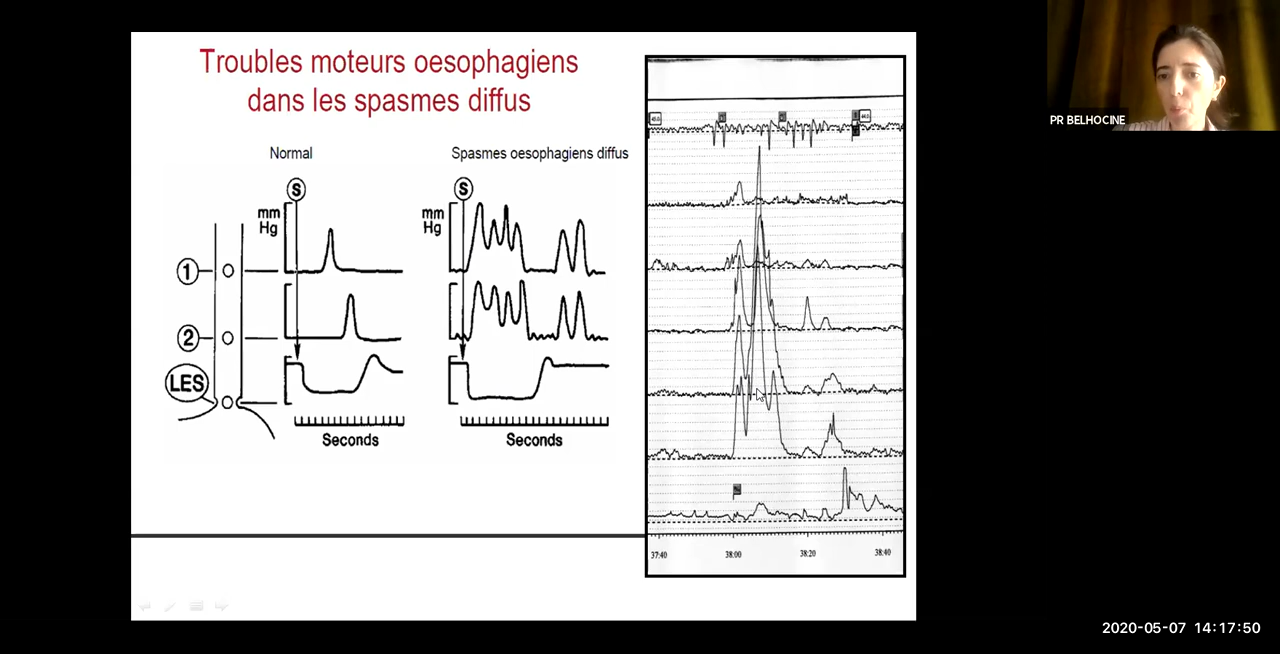 Troubles moteurs oesophagiens
dans les spasmes diffus
Normal
Spasmes oesophagiens diffus
S
S
mm
Hg
mm
Hg
1
2
LES
Seconds
Seconds
37:40
38:00
38:20
38:40
PR BELHOCINE
2020-05-07 14:17:50